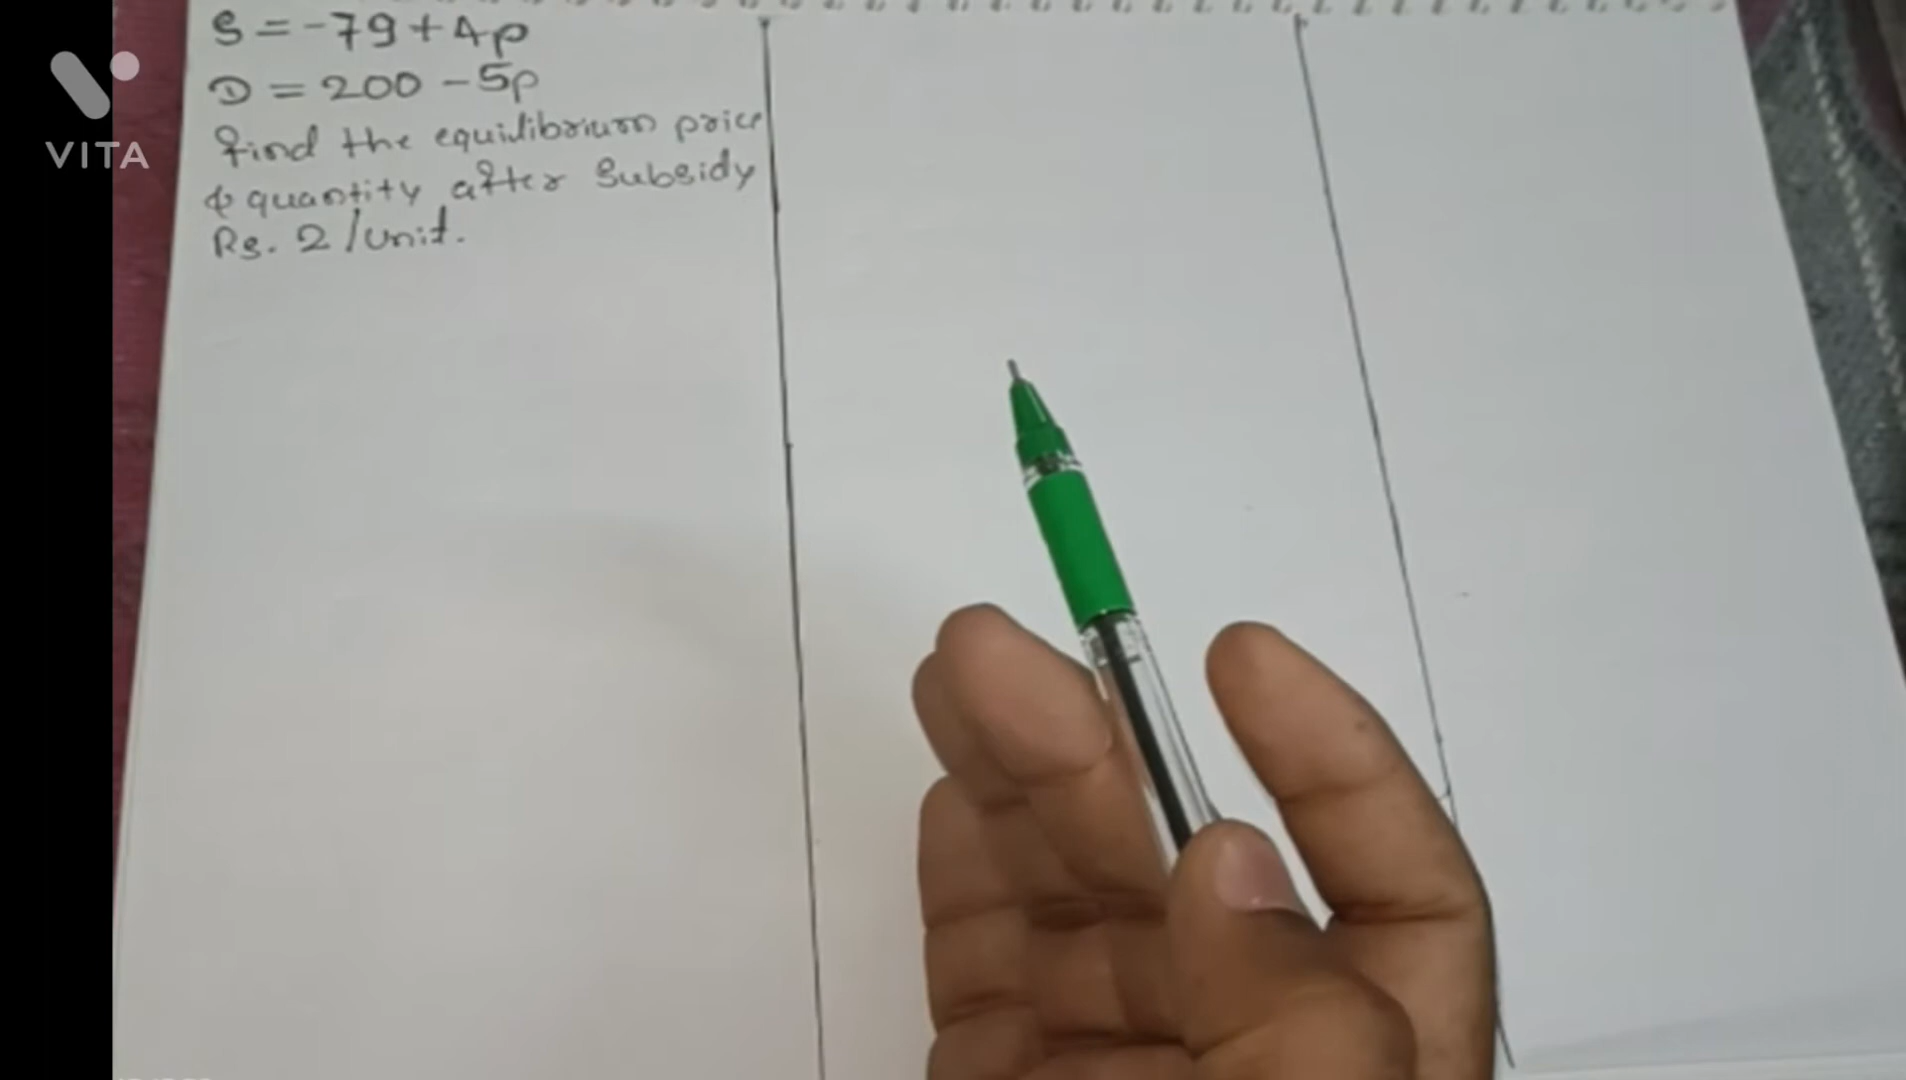 S = -79 + 4p
D = 200 - 5p
find the equilibrium price
& quantity after Subsidy
Rs. 2/unit.
VITA